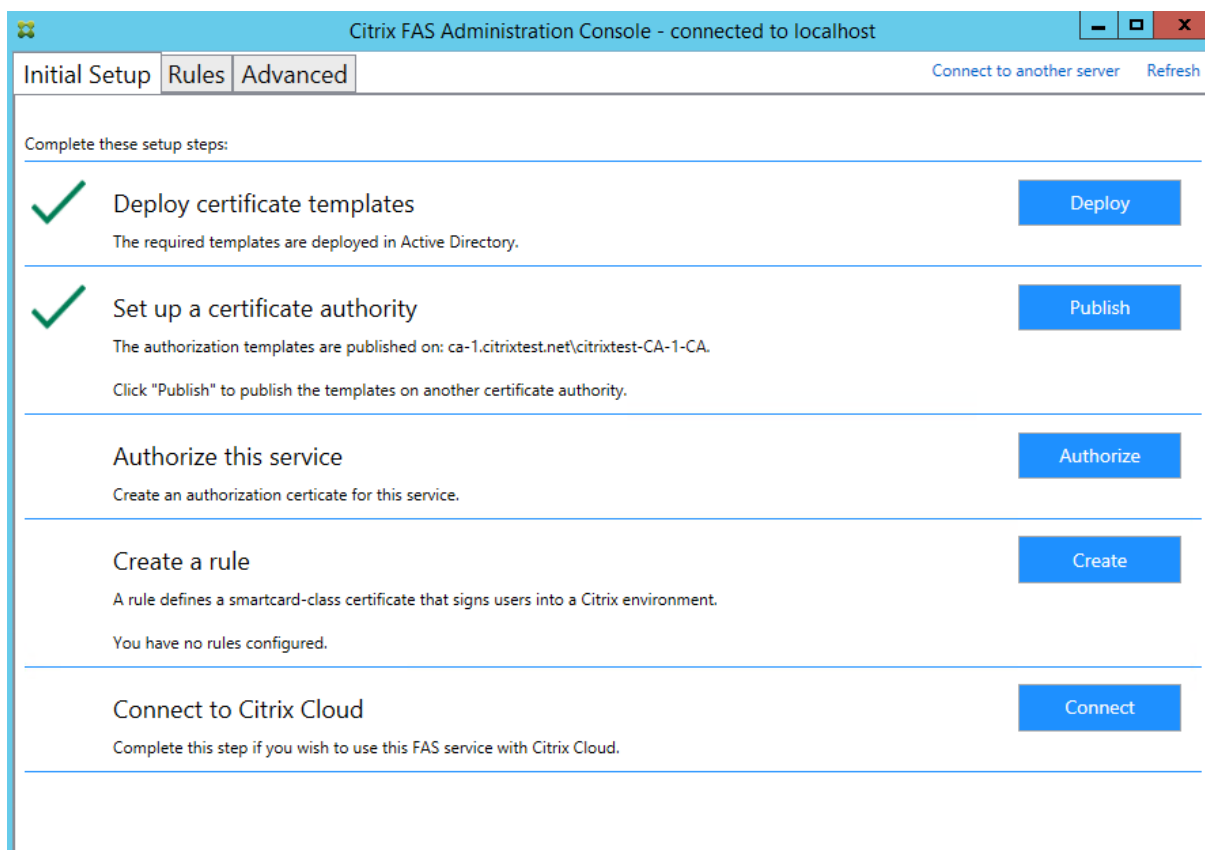 Citrix FAS Administration Console - connected to localhost
Initial Setup Rules Advanced Connect to another server Refresh
Complete these setup steps:
Deploy certificate templates Deploy
The required templates are deployed in Active Directory.
Set up a certificate authority Publish
The authorization templates are published on: ca-1.citrixtest.net\citrixtest-CA-1-CA.
Click "Publish" to publish the templates on another certificate authority.
Authorize this service Authorize
Create an authorization certicate for this service.
Create a rule Create
A rule defines a smartcard-class certificate that signs users into a Citrix environment.
You have no rules configured.
Connect to Citrix Cloud Connect
Complete this step if you wish to use this FAS service with Citrix Cloud.